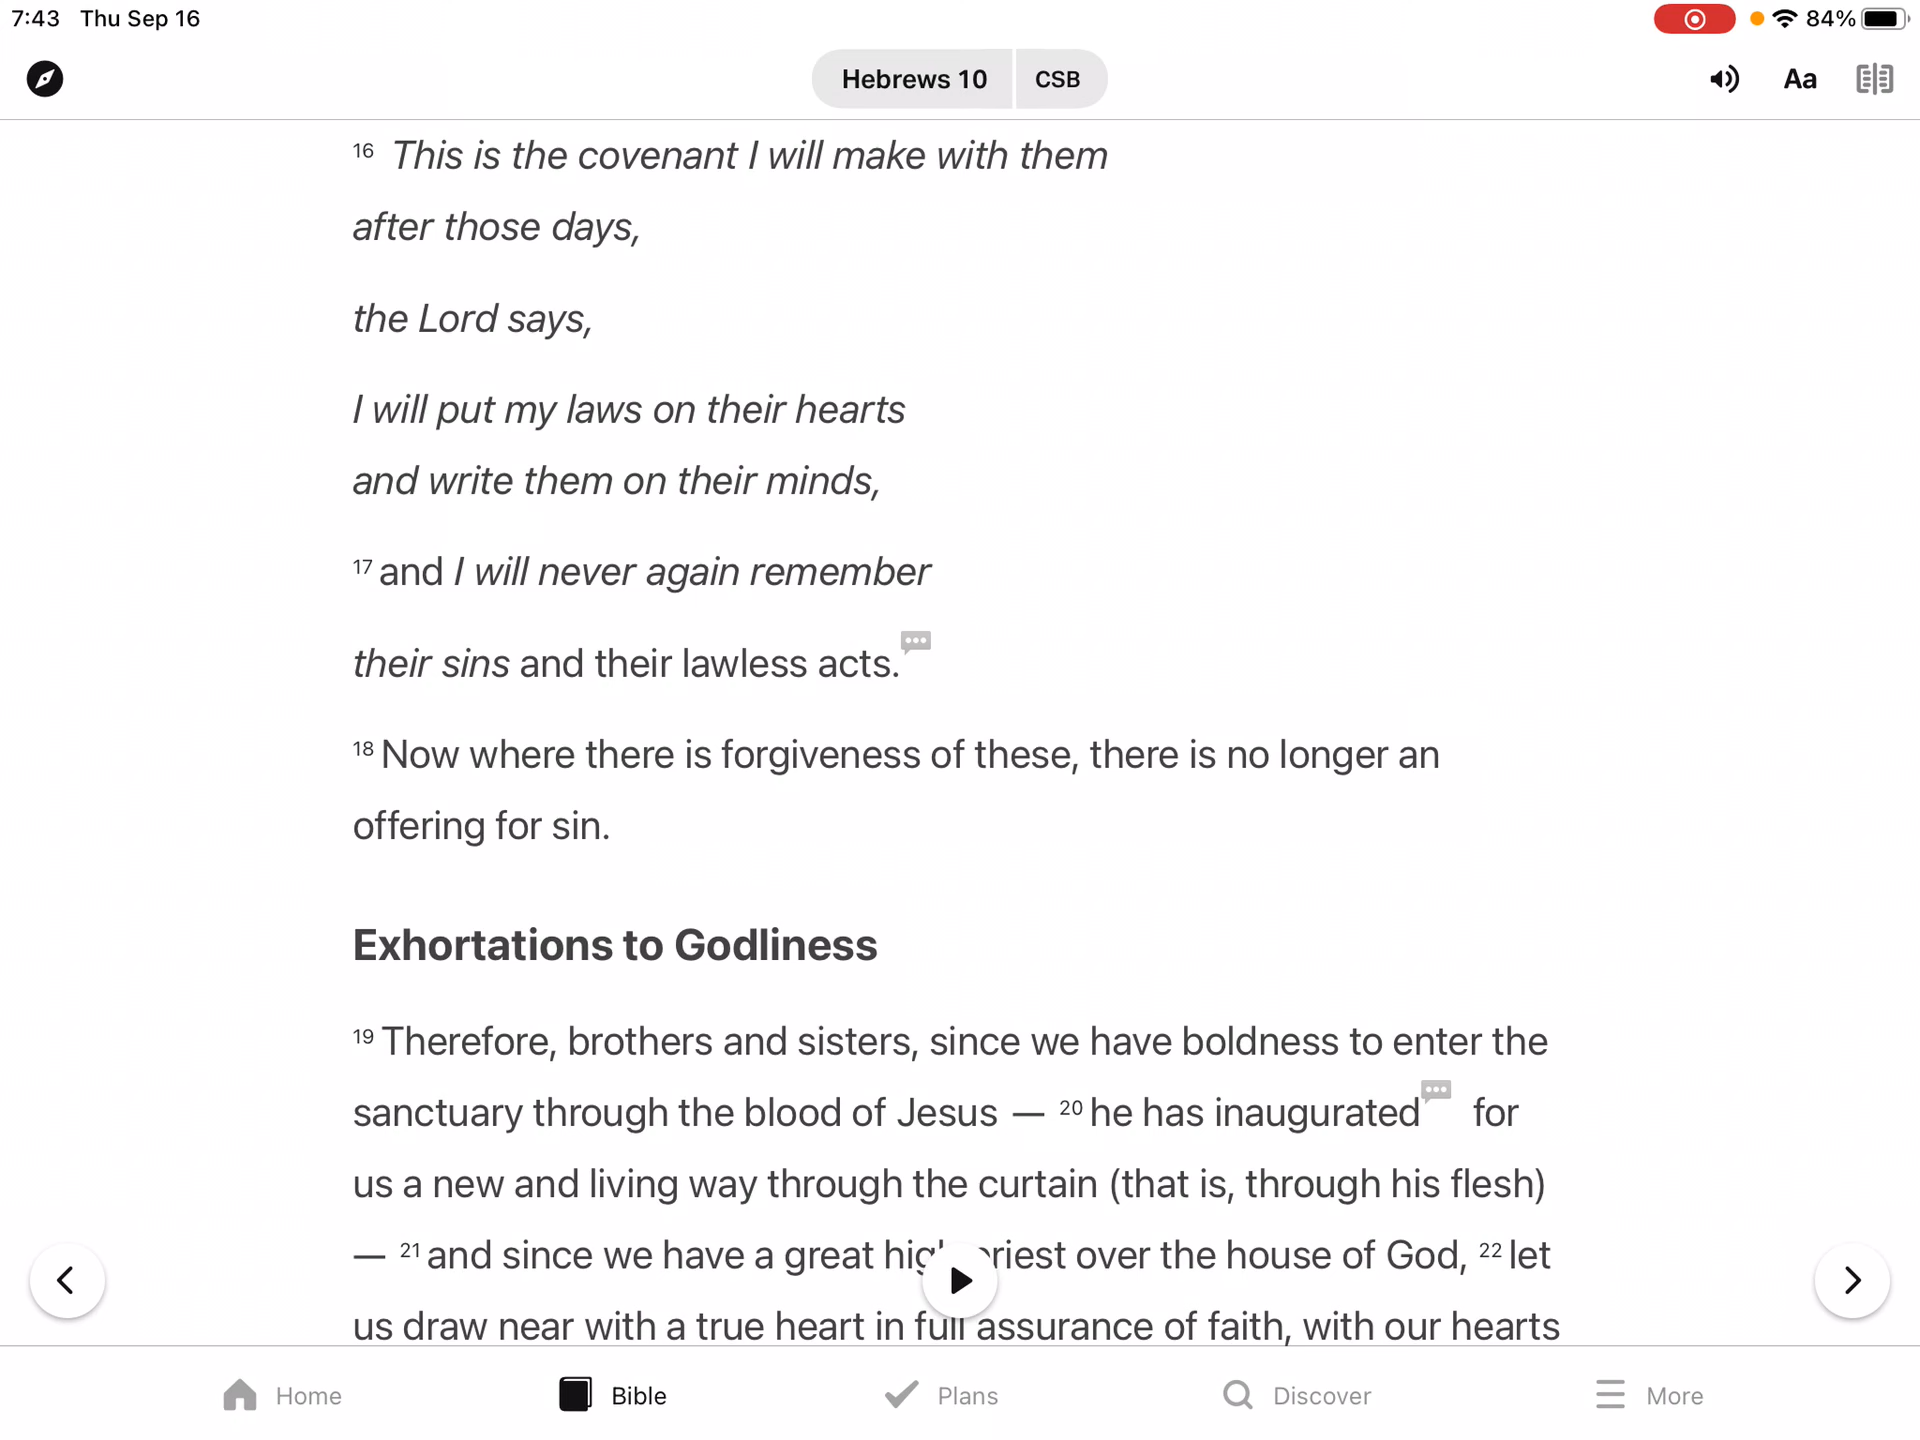 7:43 Thu Sep 16
84%
Hebrews 10 CSB
Aa
16 This is the covenant I will make with them
after those days,
the Lord says,
I will put my laws on their hearts
and write them on their minds,
17 and I will never again remember
their sins and their lawless acts.
18 Now where there is forgiveness of these, there is no longer an
offering for sin.
Exhortations to Godliness
19 Therefore, brothers and sisters, since we have boldness to enter the
sanctuary through the blood of Jesus — 20 he has inaugurated for
us a new and living way through the curtain (that is, through his flesh)
— 21 and since we have a great high priest over the house of God, 22 let
us draw near with a true heart in full assurance of faith, with our hearts
Home Bible Plans Discover More